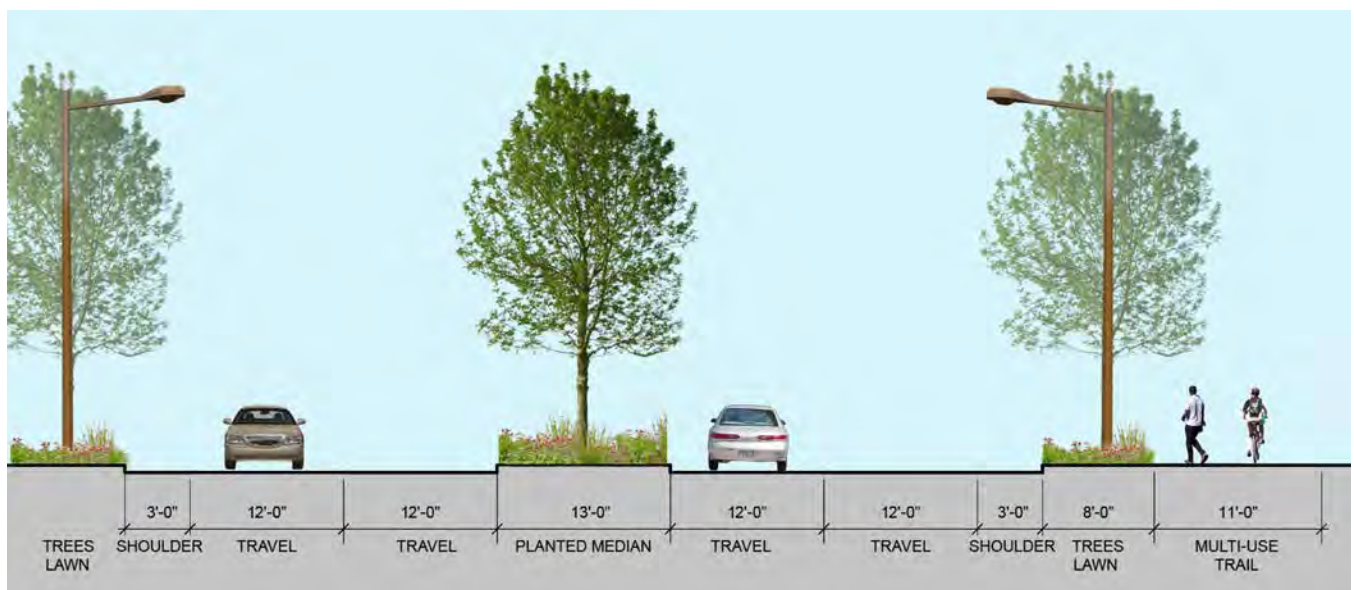 3'-0" 12'-0" 12'-0" 13'-0" 12'-0" 12'-0" 3'-0" 8'-0" 11'-0"
TREES SHOULDER TRAVEL TRAVEL PLANTED MEDIAN TRAVEL TRAVEL SHOULDER TREES MULTI-USE
LAWN LAWN TRAIL